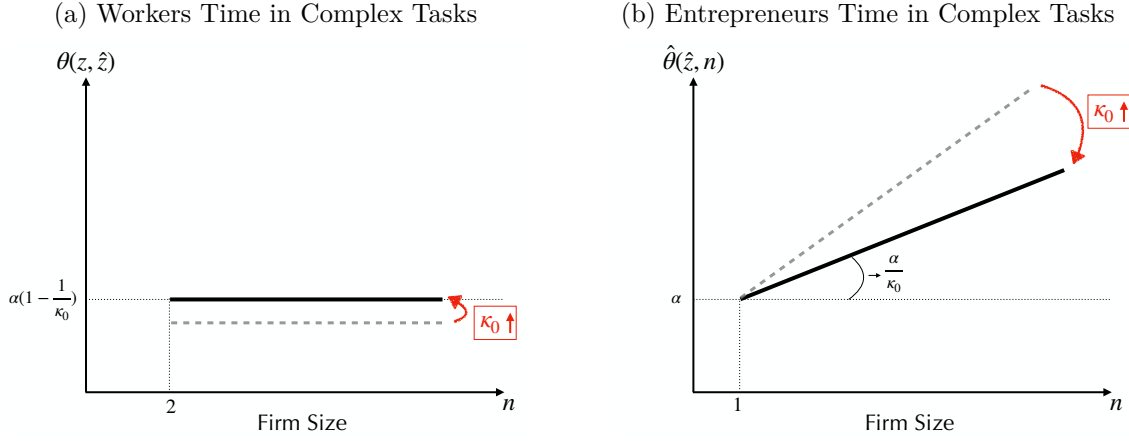 (a) Workers Time in Complex Tasks
θ(z, ẑ)
α(1 − 1/κ₀)
κ₀ ↑
2
n
Firm Size
(b) Entrepreneurs Time in Complex Tasks
θ̂(ẑ, n)
κ₀ ↑
α/κ₀
α
1
n
Firm Size